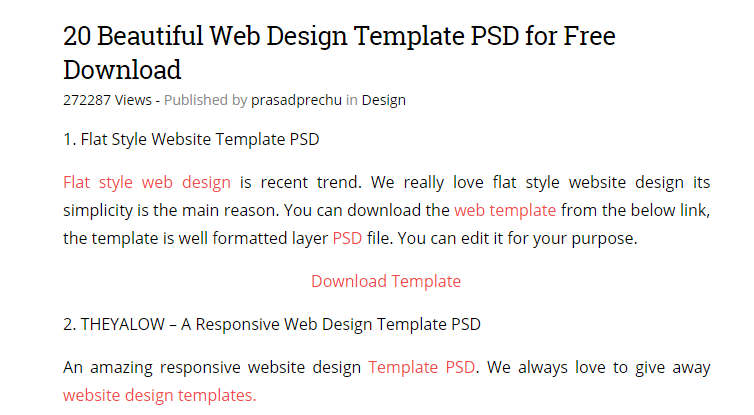 20 Beautiful Web Design Template PSD for Free
Download
272287 Views - Published by prasadprechu in Design
1. Flat Style Website Template PSD
Flat style web design is recent trend. We really love flat style website design its
simplicity is the main reason. You can download the web template from the below link,
the template is well formatted layer PSD file. You can edit it for your purpose.
Download Template
2. THEYALOW – A Responsive Web Design Template PSD
An amazing responsive website design Template PSD. We always love to give away
website design templates.